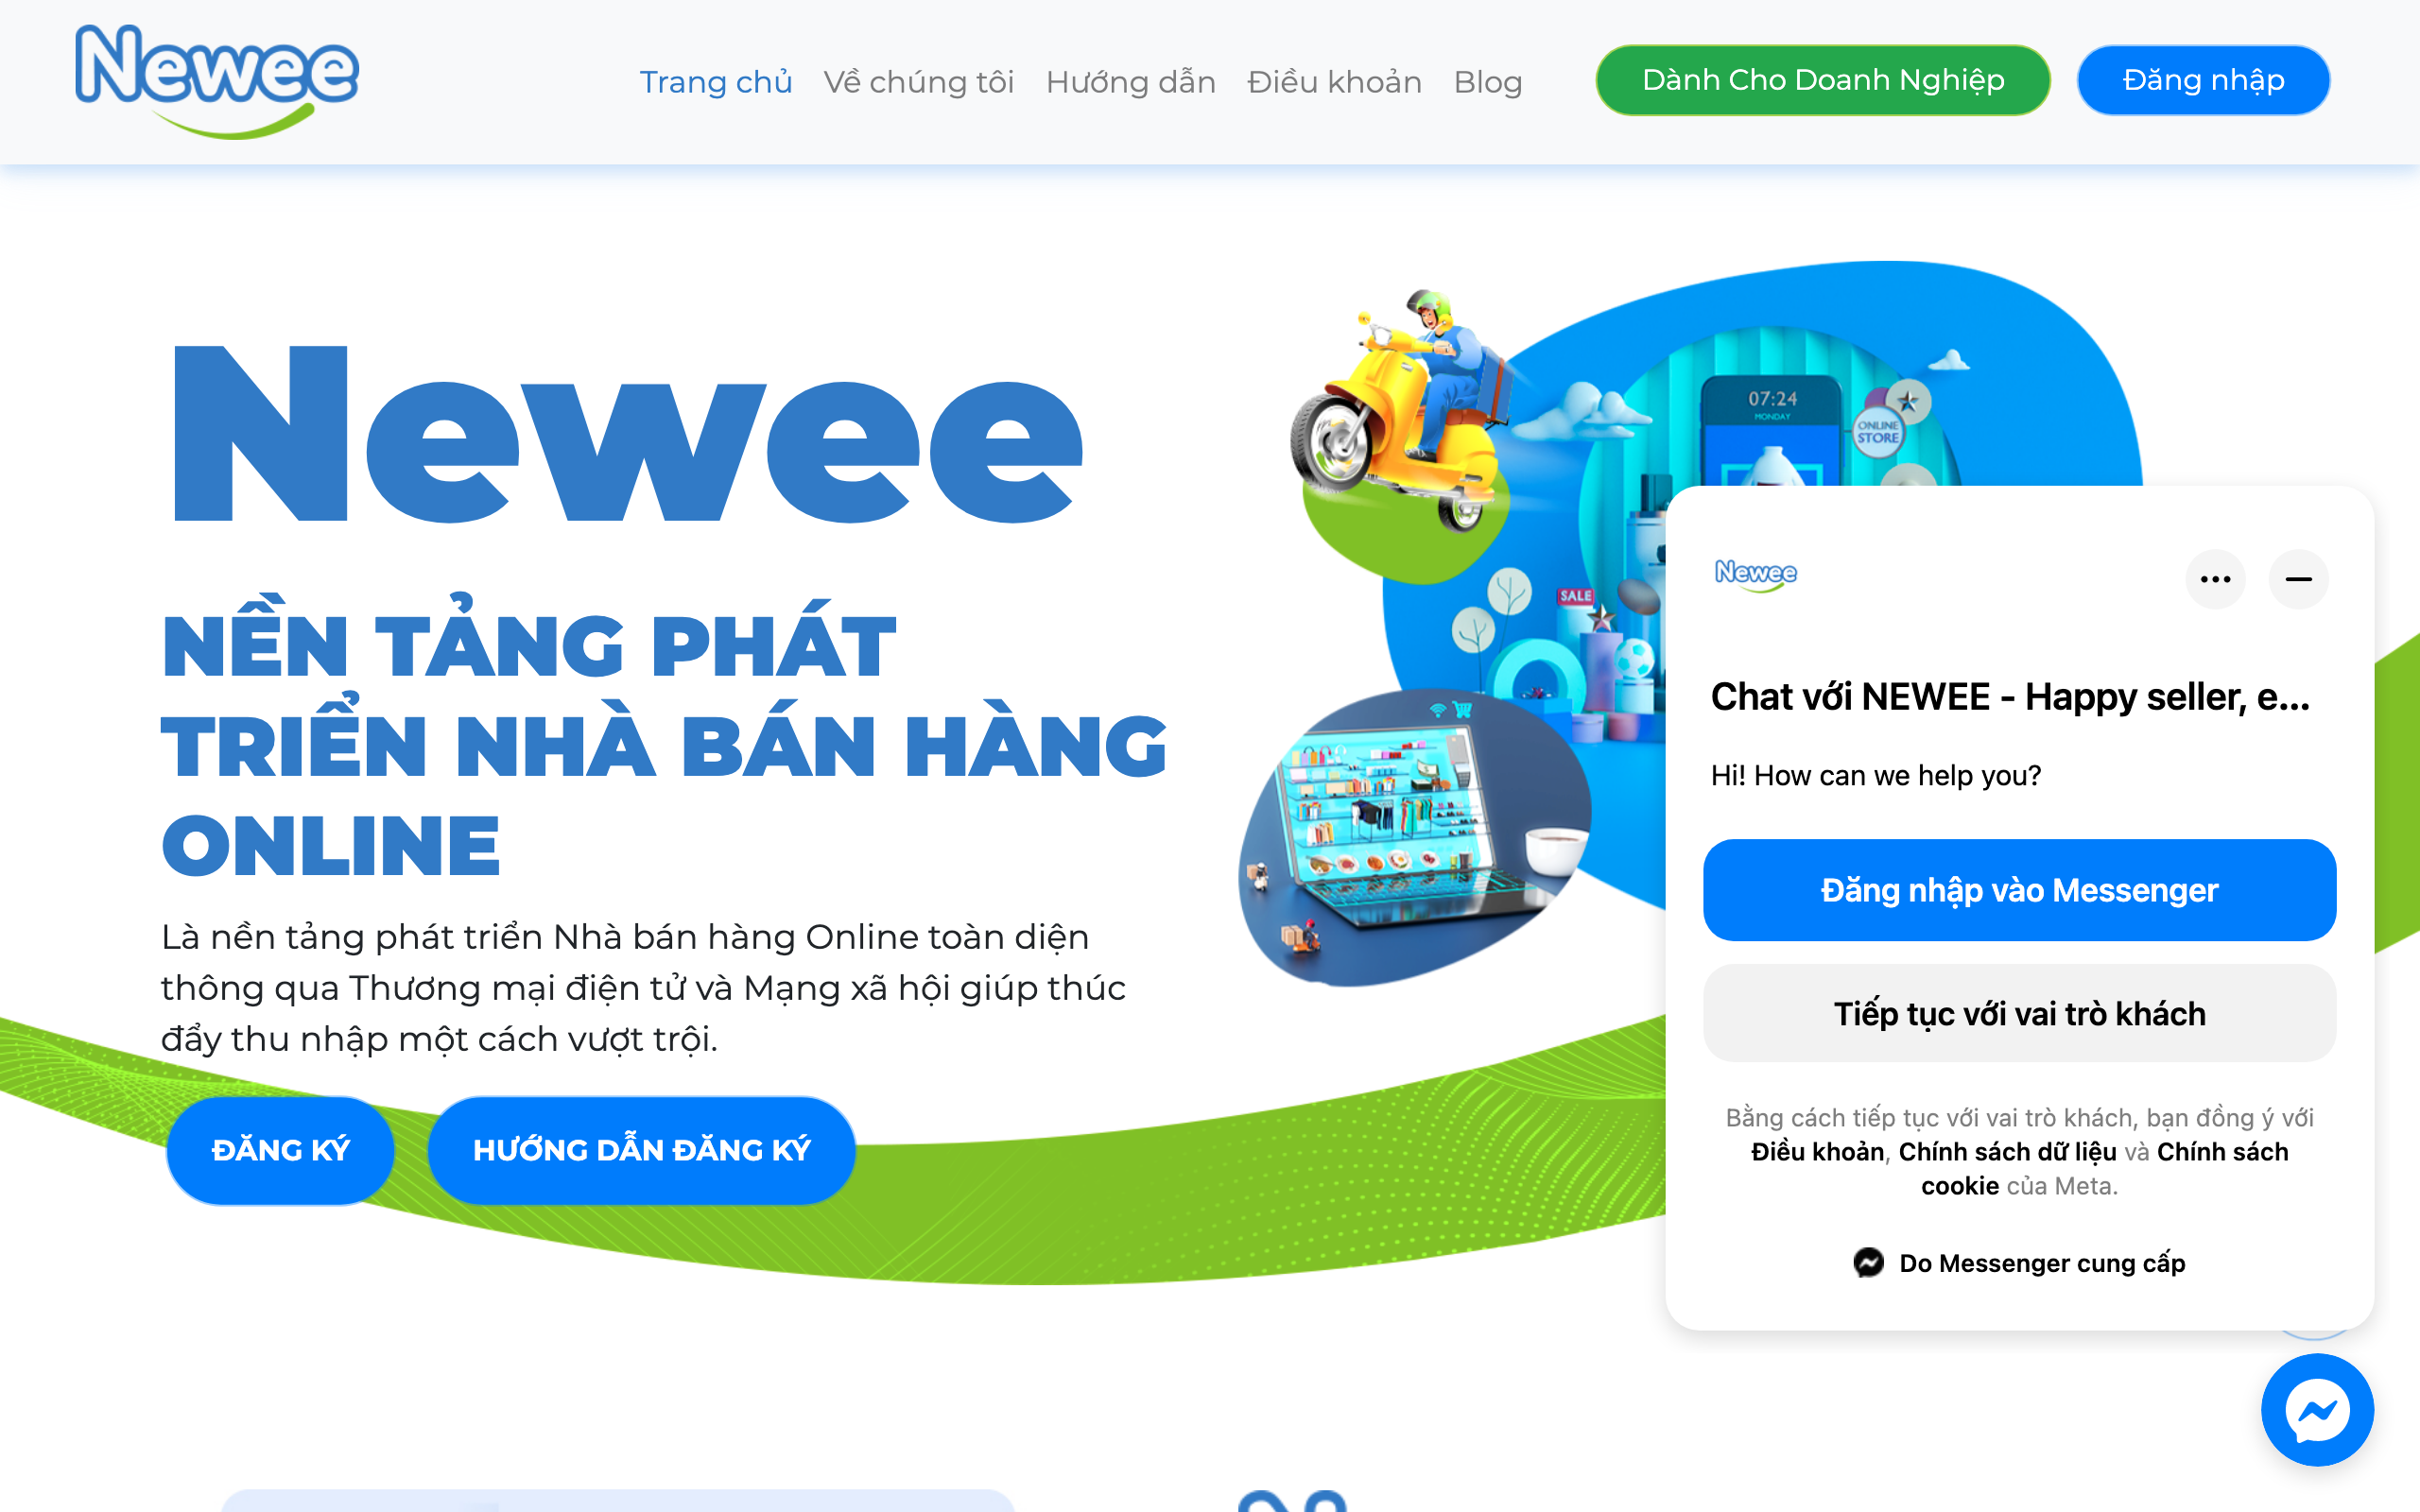 Newee
Trang chủ
Về chúng tôi
Hướng dẫn
Điều khoản
Blog
Dành Cho Doanh Nghiệp
Đăng nhập
Newee
NỀN TẢNG PHÁT
TRIỂN NHÀ BÁN HÀNG
ONLINE
Là nền tảng phát triển Nhà bán hàng Online toàn diện
thông qua Thương mại điện tử và Mạng xã hội giúp thúc
đẩy thu nhập một cách vượt trội.
ĐĂNG KÝ
HƯỚNG DẪN ĐĂNG KÝ
07:24
MONDAY
ONLINE
STORE
SALE
Newee
Chat với NEWEE - Happy seller, e...
Hi! How can we help you?
Đăng nhập vào Messenger
Tiếp tục với vai trò khách
Bằng cách tiếp tục với vai trò khách, bạn đồng ý với
Điều khoản, Chính sách dữ liệu và Chính sách
cookie của Meta.
Do Messenger cung cấp